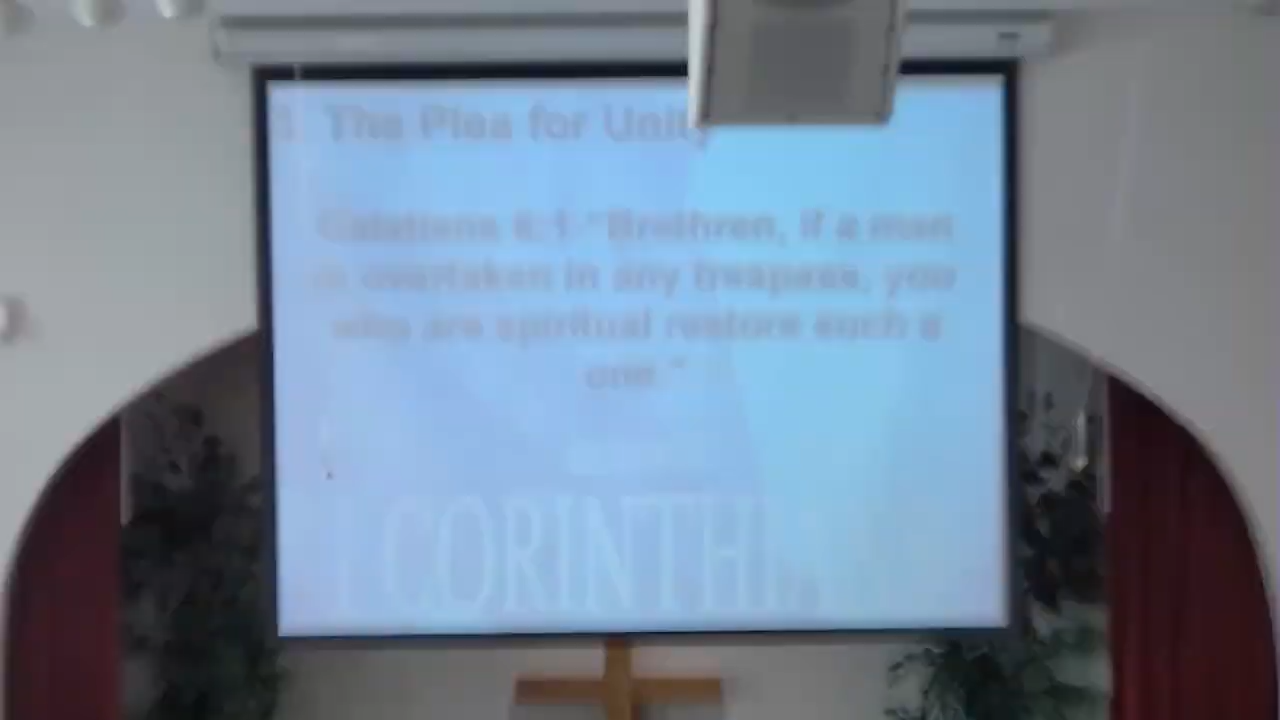 The Plea for Unity
Galatians 6:1 "Brethren, if a man
is overtaken in any trespass, you
who are spiritual restore such a
one."
CORINTHI